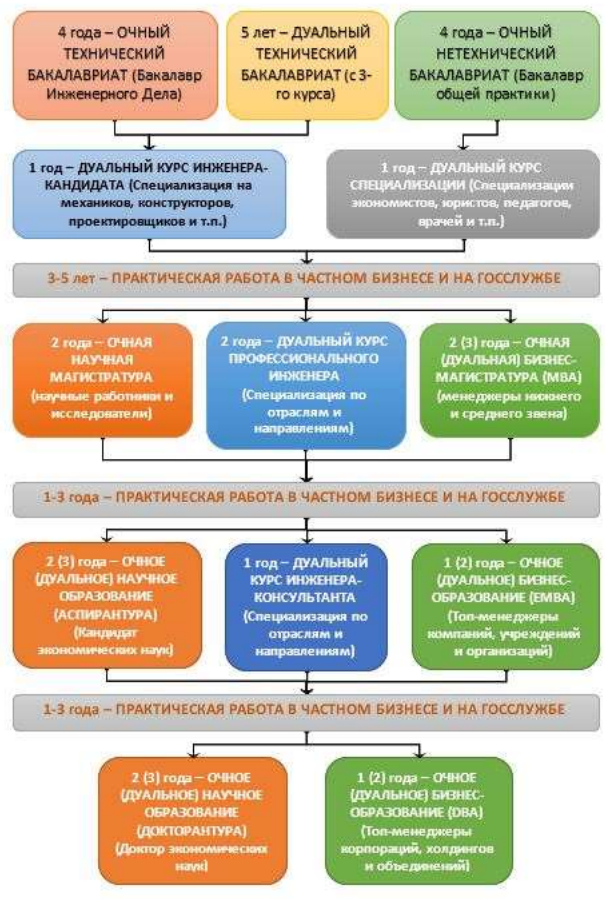 4 года – ОЧНЫЙ
ТЕХНИЧЕСКИЙ
БАКАЛАВРИАТ (Бакалавр
Инженерного Дела)
5 лет – ДУАЛЬНЫЙ
ТЕХНИЧЕСКИЙ
БАКАЛАВРИАТ (с 3-
го курса)
4 года – ОЧНЫЙ
НЕТЕХНИЧЕСКИЙ
БАКАЛАВРИАТ (Бакалавр
общей практики)
1 год – ДУАЛЬНЫЙ КУРС ИНЖЕНЕРА-
КАНДИДАТА (Специализация на
механиков, конструкторов,
проектировщиков и т.п.)
1 год – ДУАЛЬНЫЙ КУРС
СПЕЦИАЛИЗАЦИИ (Специализации
экономистов, юристов, педагогов,
врачей и т.п.)
3-5 лет – ПРАКТИЧЕСКАЯ РАБОТА В ЧАСТНОМ БИЗНЕСЕ И НА ГОССЛУЖБЕ
2 года – ОЧНАЯ
НАУЧНАЯ
МАГИСТРАТУРА
(научные работники и
исследователи)
2 года – ДУАЛЬНЫЙ КУРС
ПРОФЕССИОНАЛЬНОГО
ИНЖЕНЕРА
(Специализация по
отраслям и
направлениям)
2 (3) года – ОЧНАЯ
(ДУАЛЬНАЯ) БИЗНЕС-
МАГИСТРАТУРА (MBA)
(менеджеры нижнего
и среднего звена)
1-3 года – ПРАКТИЧЕСКАЯ РАБОТА В ЧАСТНОМ БИЗНЕСЕ И НА ГОССЛУЖБЕ
2 (3) года – ОЧНОЕ
(ДУАЛЬНОЕ) НАУЧНОЕ
ОБРАЗОВАНИЕ
(АСПИРАНТУРА)
(Кандидат
экономических наук)
1 год – ДУАЛЬНЫЙ
КУРС ИНЖЕНЕРА-
КОНСУЛЬТАНТА
(Специализация по
отраслям и
направлениям)
1 (2) года – ОЧНОЕ
(ДУАЛЬНОЕ) БИЗНЕС-
ОБРАЗОВАНИЕ (EMBA)
(Топ-менеджеры
компаний, учреждений
и организаций)
1-3 года – ПРАКТИЧЕСКАЯ РАБОТА В ЧАСТНОМ БИЗНЕСЕ И НА ГОССЛУЖБЕ
2 (3) года – ОЧНОЕ
(ДУАЛЬНОЕ) НАУЧНОЕ
ОБРАЗОВАНИЕ
(ДОКТОРАНТУРА)
(Доктор экономических
наук)
1 (2) года – ОЧНОЕ
(ДУАЛЬНОЕ) БИЗНЕС-
ОБРАЗОВАНИЕ (DBA)
(Топ-менеджеры
корпораций, холдингов
и объединений)